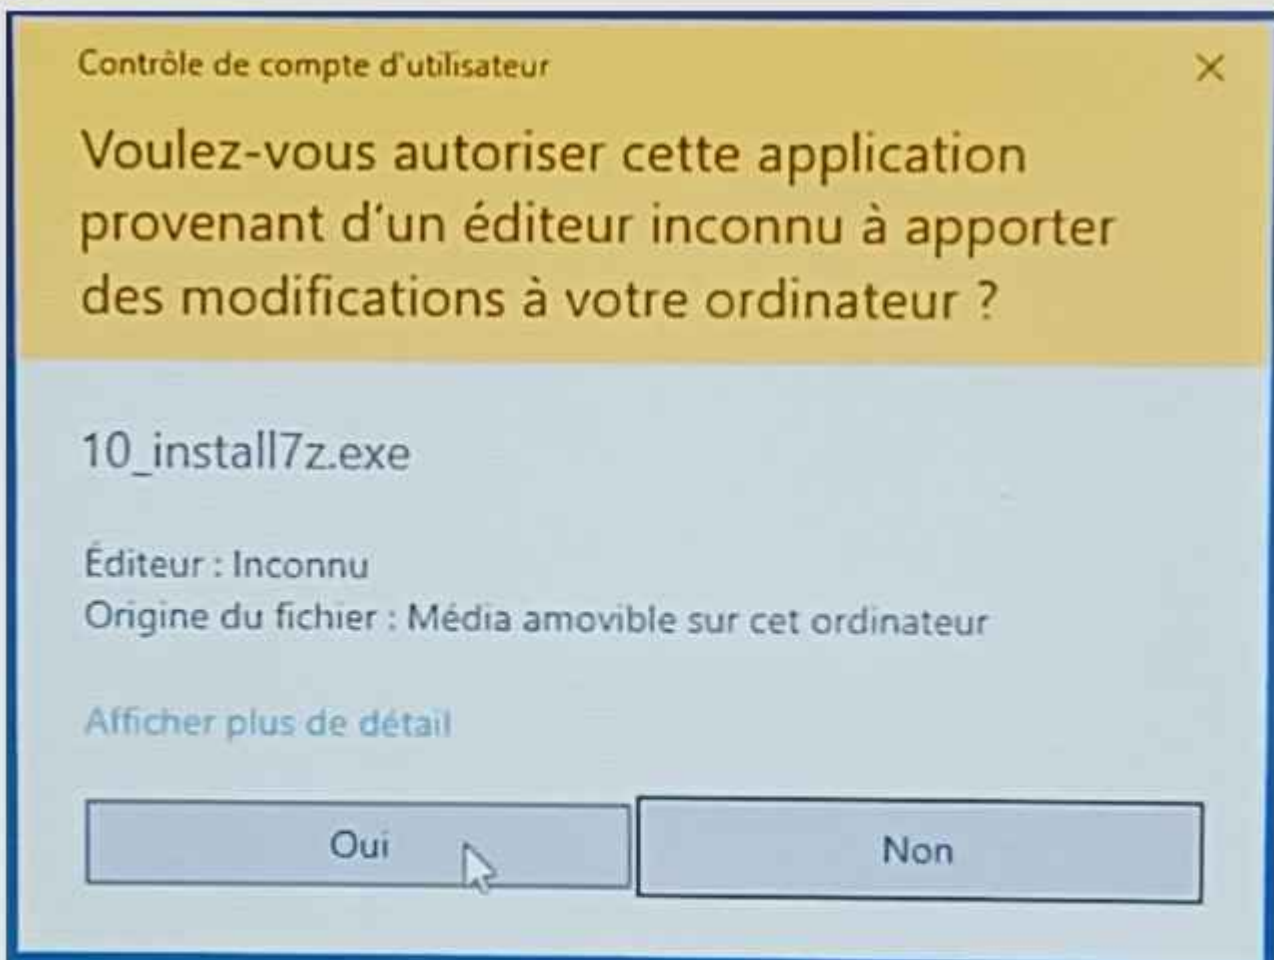 Contrôle de compte d'utilisateur
Voulez-vous autoriser cette application
provenant d'un éditeur inconnu à apporter
des modifications à votre ordinateur ?
10_install7z.exe
Éditeur : Inconnu
Origine du fichier : Média amovible sur cet ordinateur
Afficher plus de détail
Oui
Non